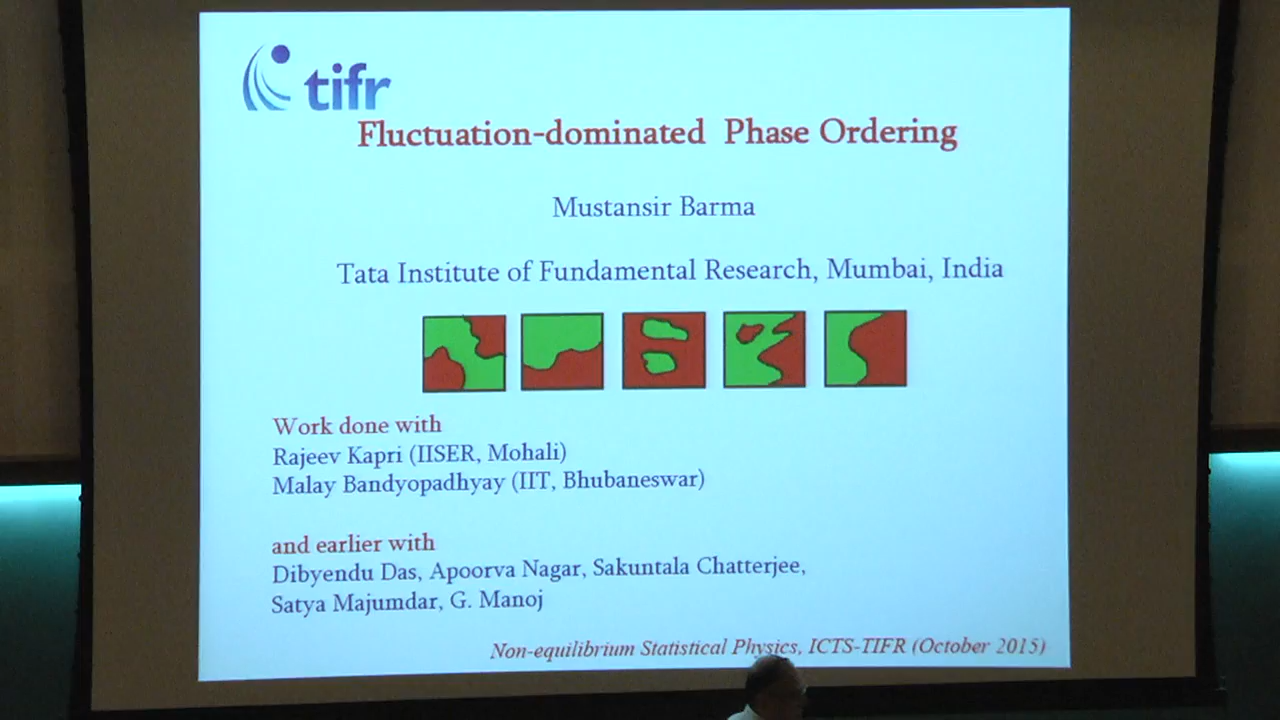 tifr
Fluctuation-dominated Phase Ordering
Mustansir Barma
Tata Institute of Fundamental Research, Mumbai, India
Work done with
Rajeev Kapri (IISER, Mohali)
Malay Bandyopadhyay (IIT, Bhubaneswar)
and earlier with
Dibyendu Das, Apoorva Nagar, Sakuntala Chatterjee,
Satya Majumdar, G. Manoj
Non-equilibrium Statistical Physics, ICTS-TIFR (October 2015)